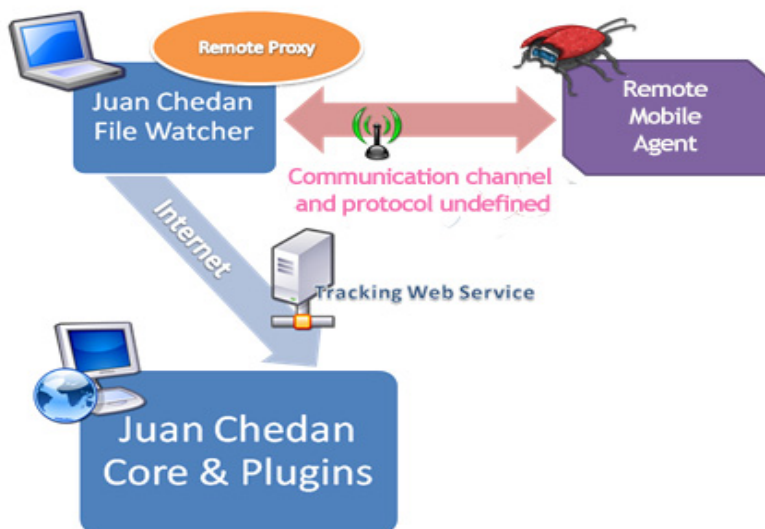 Remote Proxy
Juan Chedan
File Watcher
Remote
Mobile
Agent
Communication channel
and protocol undefined
Internet
Tracking Web Service
Juan Chedan
Core & Plugins